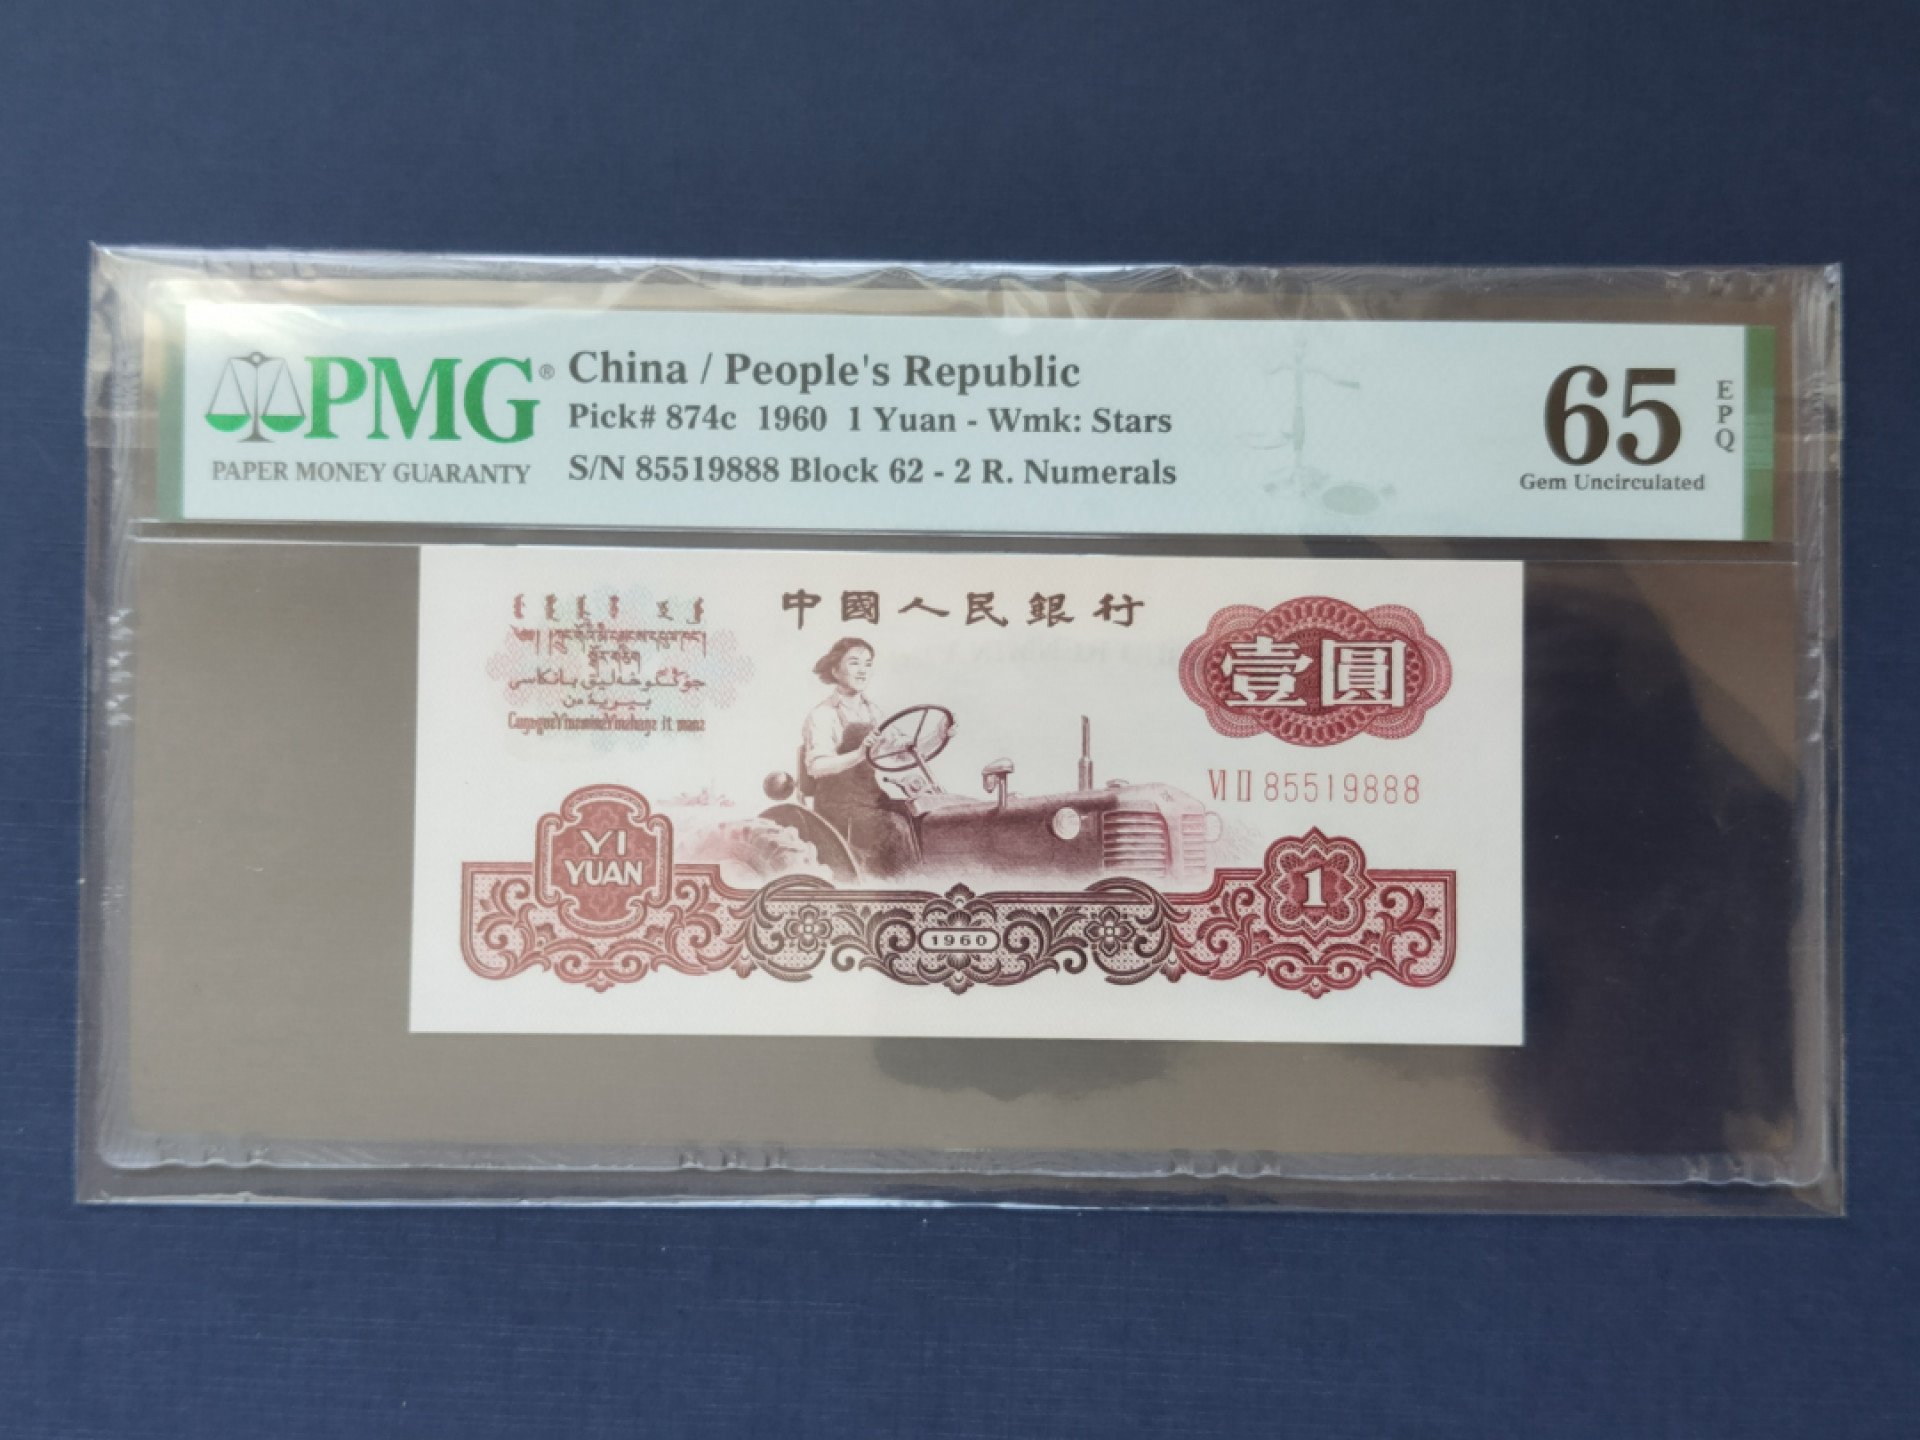 PMG®
PAPER MONEY GUARANTY
China / People's Republic
Pick# 874c 1960 1 Yuan - Wmk: Stars
S/N 85519888 Block 62 - 2 R. Numerals
65
EPQ
Gem Uncirculated
中國人民銀行
壹圓
VI II 85519888
YI
YUAN
1960
1